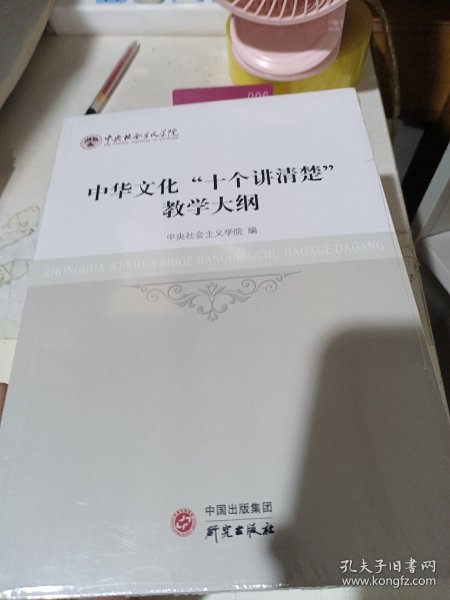 006
中央社会主义学院
中华文化“十个讲清楚”
教学大纲
中央社会主义学院 编
ZHONGHUA WENHUA SHIGE JIANGQINGCHU JIAOXUE DAGANG
中国出版集团
研究出版社
孔夫子旧书网
www.kongfz.com